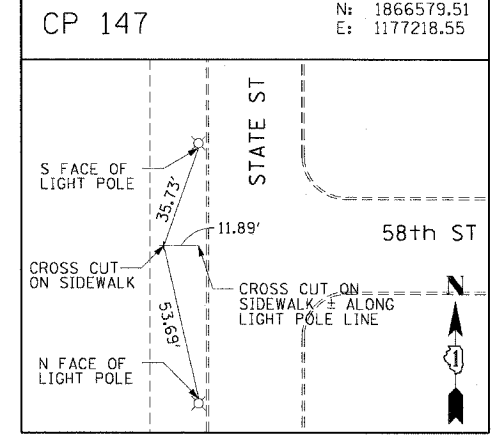 CP 147
N: 1866579.51
E: 1177218.55
STATE ST
S FACE OF
LIGHT POLE
35.73'
11.89'
58th ST
CROSS CUT
ON SIDEWALK
CROSS CUT ON
SIDEWALK ± ALONG
LIGHT POLE LINE
53.69'
N FACE OF
LIGHT POLE
N
1